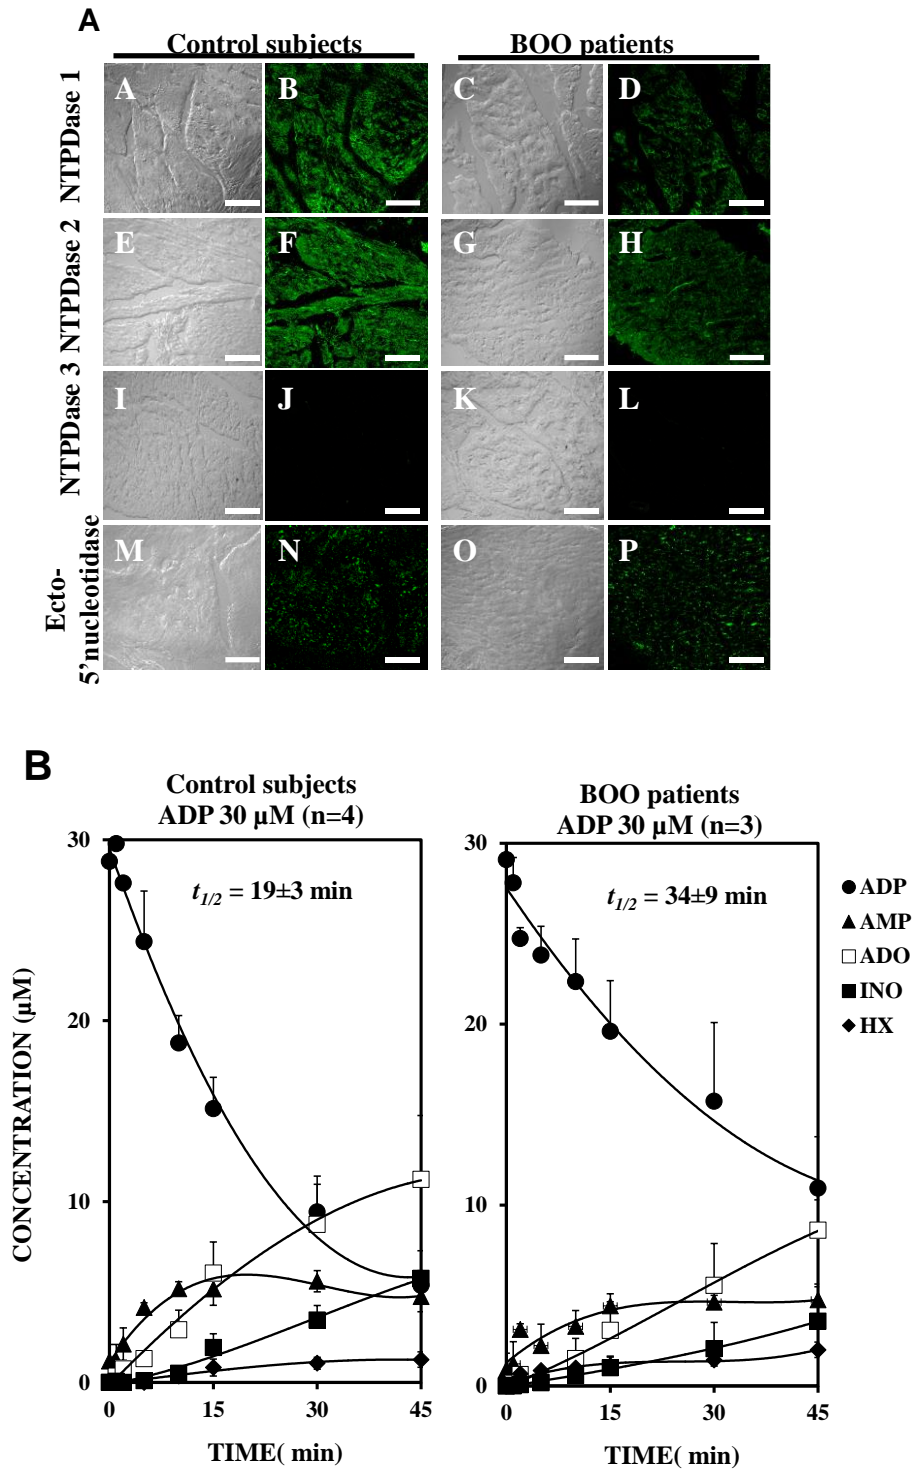 A
Control subjects
BOO patients
NTPDase 1
A
B
C
D
NTPDase 2
E
F
G
H
NTPDase 3
I
J
K
L
Ecto-
5’nucleotidase
M
N
O
P
B
Control subjects
ADP 30 µM (n=4)
BOO patients
ADP 30 µM (n=3)
CONCENTRATION (µM)
30
20
10
0
t1/2 = 19±3 min
0 15 30 45
TIME( min)
30
20
10
0
t1/2 = 34±9 min
0 15 30 45
TIME( min)
ADP
AMP
ADO
INO
HX